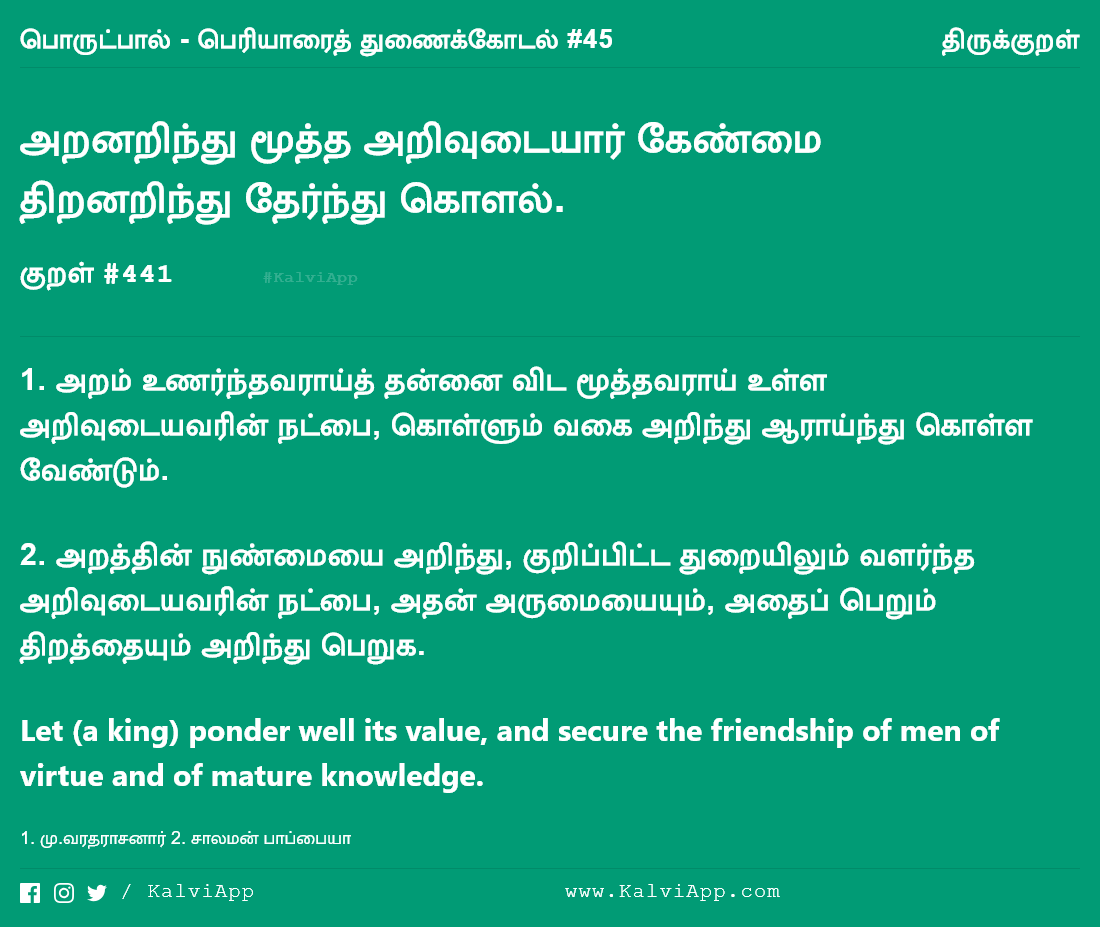 பொருட்பால் - பெரியாரைத் துணைக்கோடல் #45 திருக்குறள்
அறனறிந்து மூத்த அறிவுடையார் கேண்மை
திறனறிந்து தேர்ந்து கொளல்.
குறள் #441 #KalviApp
1. அறம் உணர்ந்தவராய்த் தன்னை விட மூத்தவராய் உள்ள
அறிவுடையவரின் நட்பை, கொள்ளும் வகை அறிந்து ஆராய்ந்து கொள்ள
வேண்டும்.
2. அறத்தின் நுண்மையை அறிந்து, குறிப்பிட்ட துறையிலும் வளர்ந்த
அறிவுடையவரின் நட்பை, அதன் அருமையையும், அதைப் பெறும்
திறத்தையும் அறிந்து பெறுக.
Let (a king) ponder well its value, and secure the friendship of men of
virtue and of mature knowledge.
1. மு.வரதராசனார் 2. சாலமன் பாப்பையா
/ KalviApp www.KalviApp.com